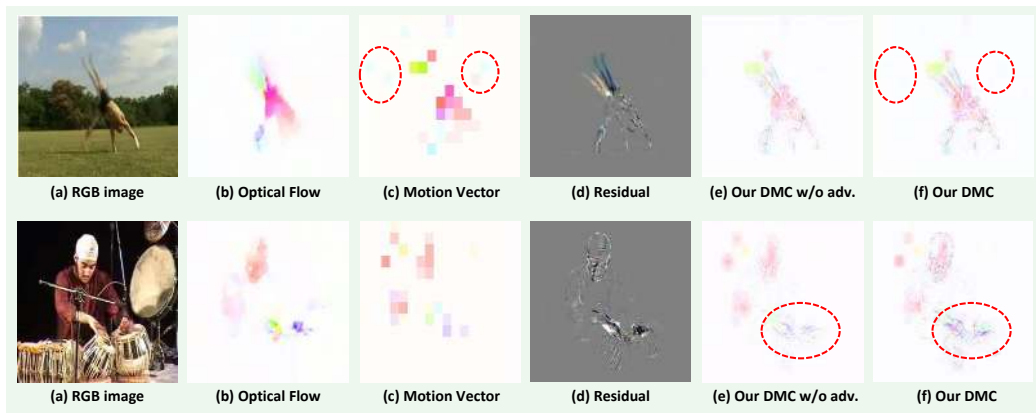 (a) RGB image (b) Optical Flow (c) Motion Vector (d) Residual (e) Our DMC w/o adv. (f) Our DMC
(a) RGB image (b) Optical Flow (c) Motion Vector (d) Residual (e) Our DMC w/o adv. (f) Our DMC